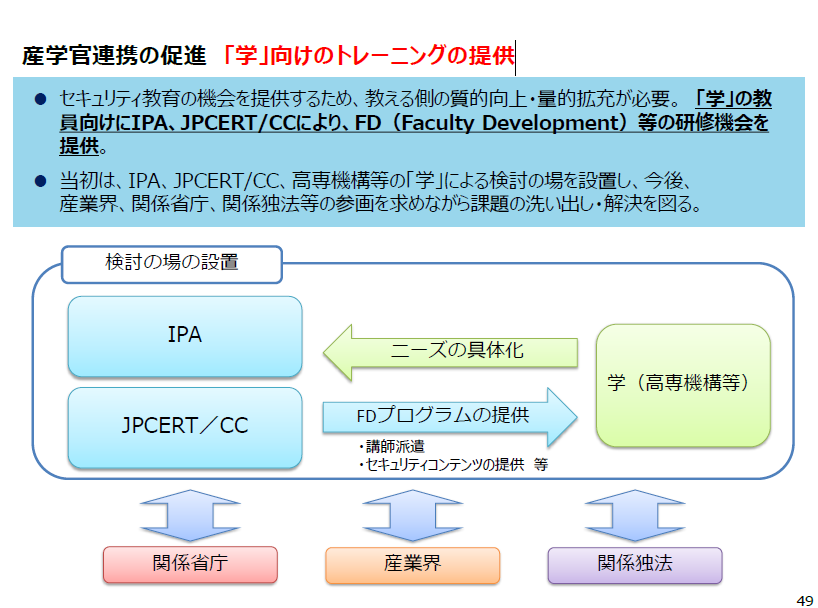 産学官連携の促進 「学」向けのトレーニングの提供
● セキュリティ教育の機会を提供するため、教える側の質的向上・量的拡充が必要。 「学」の教
員向けにIPA、JPCERT/CCにより、FD（Faculty Development）等の研修機会を
提供。
● 当初は、IPA、JPCERT/CC、高専機構等の「学」による検討の場を設置し、今後、
産業界、関係省庁、関係独法等の参画を求めながら課題の洗い出し・解決を図る。
検討の場の設置
IPA
ニーズの具体化
学（高専機構等）
JPCERT／CC
FDプログラムの提供
・講師派遣
・セキュリティコンテンツの提供 等
関係省庁
産業界
関係独法
49